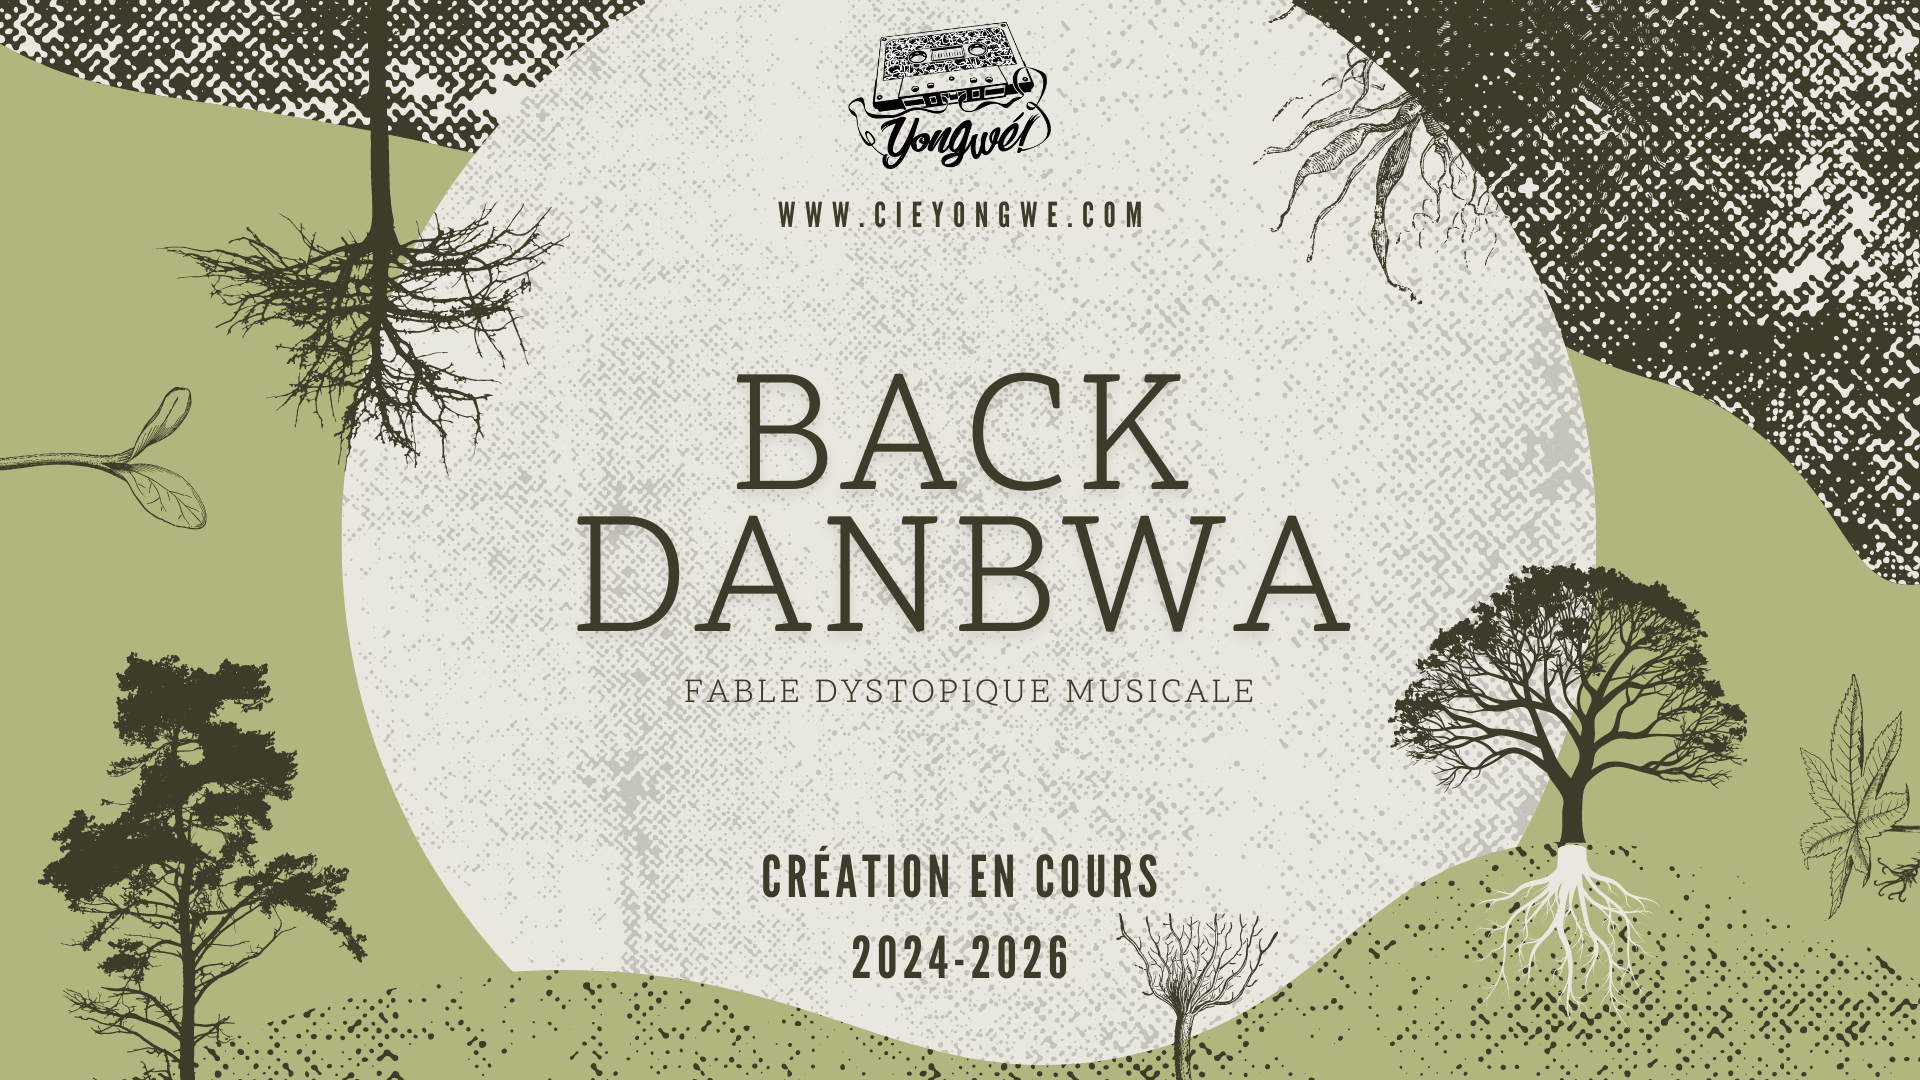 Yongwé!
WWW.CIEYONGWE.COM
BACK
DANBWA
FABLE DYSTOPIQUE MUSICALE
CRÉATION EN COURS
2024-2026